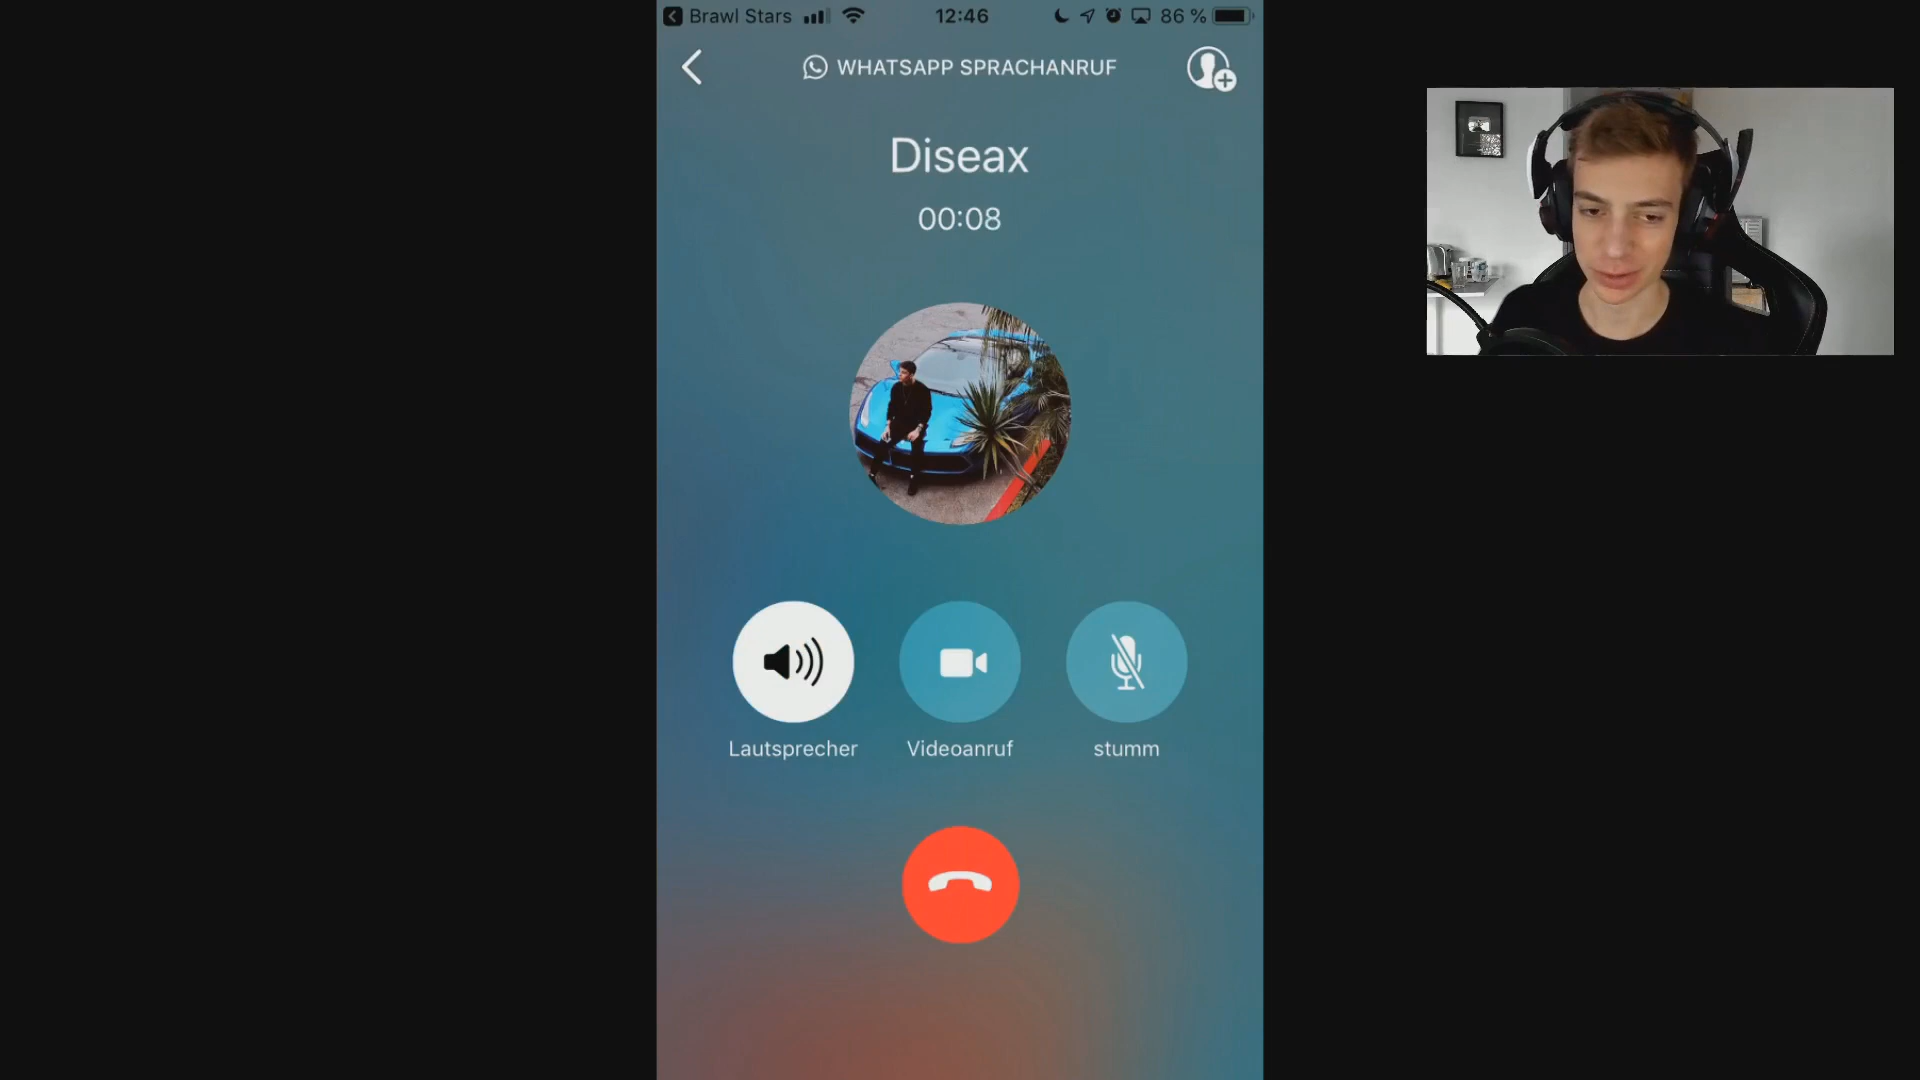 Brawl Stars 12:46 86 %
WHATSAPP SPRACHANRUF
Diseax
00:08
Lautsprecher Videoanruf stumm